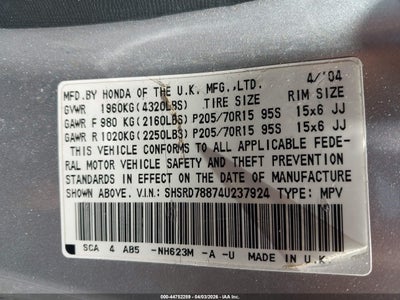 MFD.BY HONDA OF THE U.K. MFG.,LTD. 4/'04
GVWR 1960KG(4320LBS) TIRE SIZE RIM SIZE
GAWR F 980 KG(2160LBS) P205/70R15 95S 15x6 JJ
GAWR R 1020KG(2250LBS) P205/70R15 95S 15x6 JJ
THIS VEHICLE CONFORMS TO ALL APPLICABLE FEDE-
RAL MOTOR VEHICLE SAFETY AND THEFT PREVENTION
STANDARDS IN EFFECT ON THE DATE OF MANUFACTURE
SHOWN ABOVE. V.I.N: SHSRD78874U237924 TYPE: MPV
SCA 4 A85 -NH623M -A -U MADE IN U.K.
000-44752259 - 04/03/2026 - IAAI